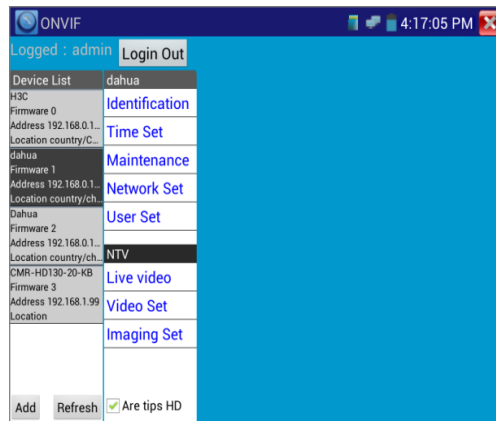 ONVIF
4:17:05 PM
Logged : admin
Login Out
Device List
H3C
Firmware 0
Address 192.168.0.1...
Location country/C...
dahua
Firmware 1
Address 192.168.0.1...
Location country/ch...
Dahua
Firmware 2
Address 192.168.0.1...
Location country/ch...
CMR-HD130-20-KB
Firmware 3
Address 192.168.1.99
Location
Add
Refresh
dahua
Identification
Time Set
Maintenance
Network Set
User Set
NTV
Live video
Video Set
Imaging Set
Are tips HD